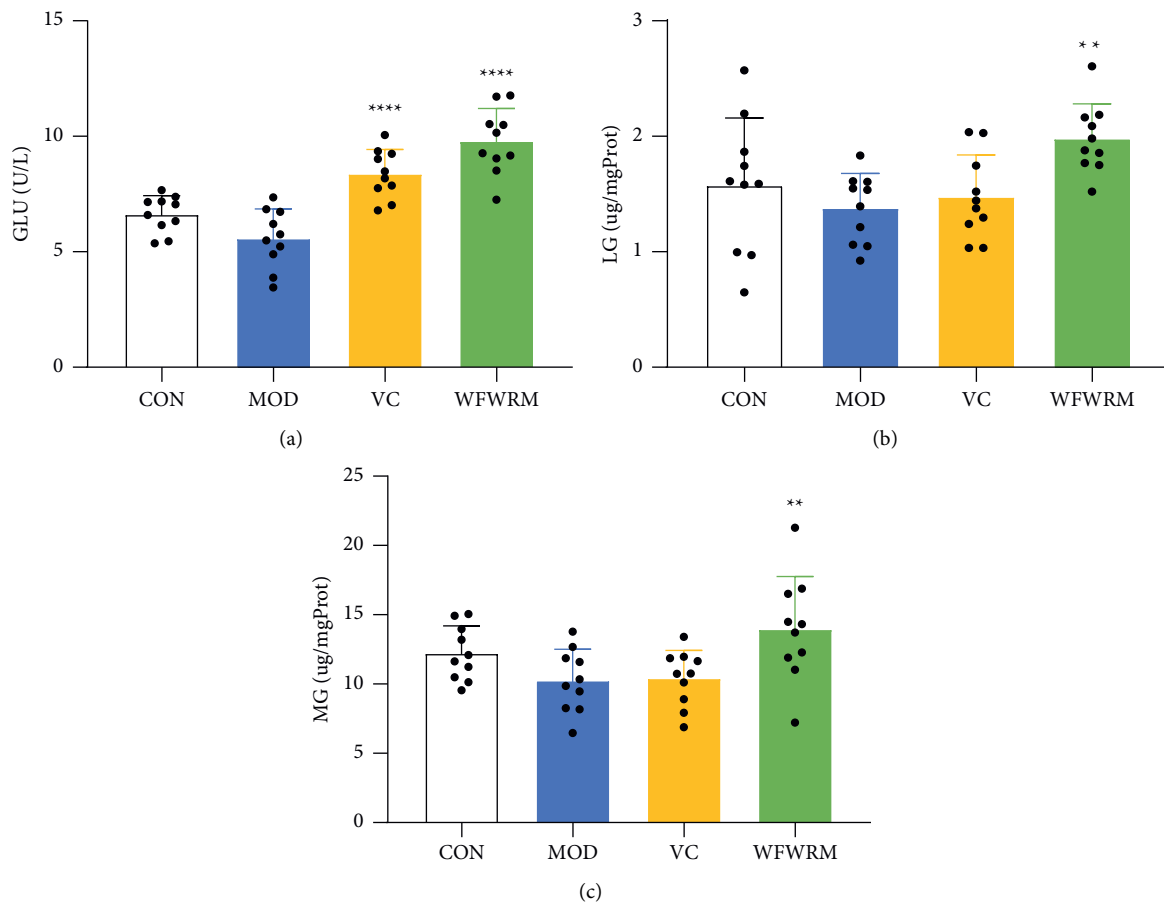 GLU (U/L)
15
10
5
0
****
****
CON
MOD
VC
WFWRM
(a)
LG (ug/mgProt)
3
2
1
0
* *
CON
MOD
VC
WFWRM
(b)
MG (ug/mgProt)
25
20
15
10
5
0
**
CON
MOD
VC
WFWRM
(c)